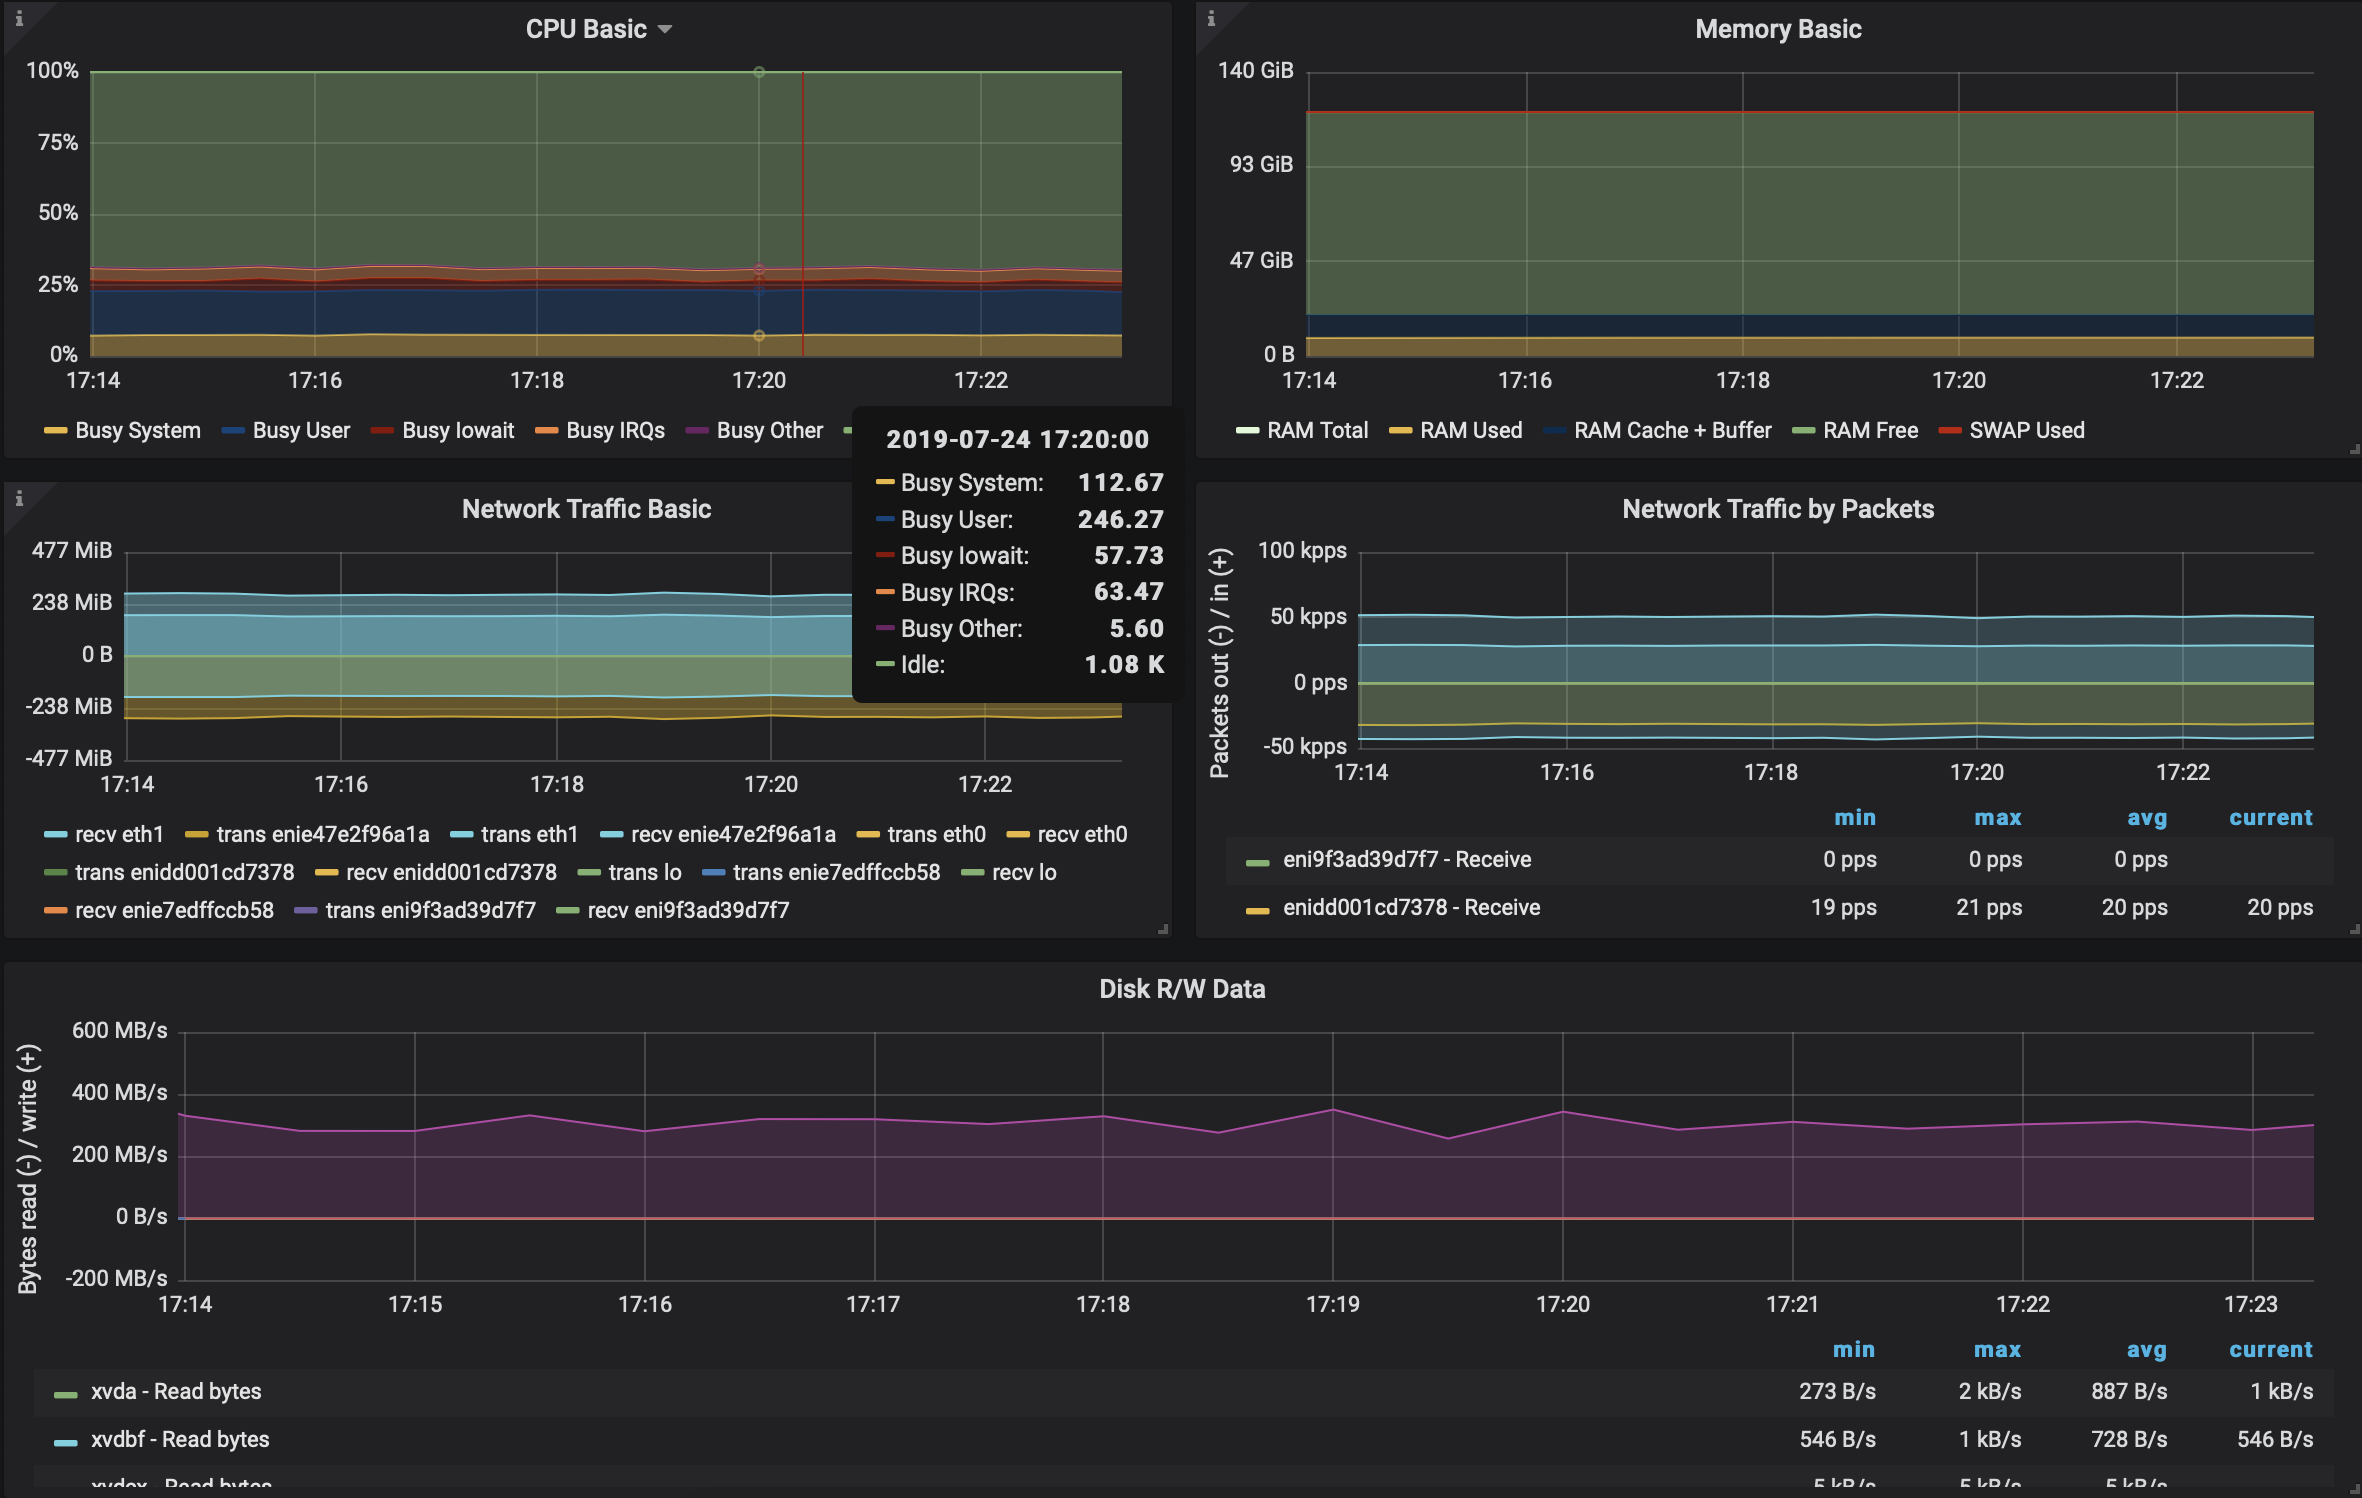 CPU Basic
100%
75%
50%
25%
0%
17:14 17:16 17:18 17:20 17:22
Busy System Busy User Busy Iowait Busy IRQs Busy Other
2019-07-24 17:20:00
Busy System: 112.67
Busy User: 246.27
Busy Iowait: 57.73
Busy IRQs: 63.47
Busy Other: 5.60
Idle: 1.08 K
Memory Basic
140 GiB
93 GiB
47 GiB
0 B
17:14 17:16 17:18 17:20 17:22
RAM Total RAM Used RAM Cache + Buffer RAM Free SWAP Used
Network Traffic Basic
477 MiB
238 MiB
0 B
-238 MiB
-477 MiB
17:14 17:16 17:18 17:20 17:22
recv eth1 trans enie47e2f96a1a trans eth1 recv enie47e2f96a1a trans eth0 recv eth0
trans enidd001cd7378 recv enidd001cd7378 trans lo trans enie7edffccb58 recv lo
recv enie7edffccb58 trans eni9f3ad39d7f7 recv eni9f3ad39d7f7
Network Traffic by Packets
Packets out (-) / in (+)
100 kpps
50 kpps
0 pps
-50 kpps
17:14 17:16 17:18 17:20 17:22
min max avg current
eni9f3ad39d7f7 - Receive 0 pps 0 pps 0 pps
enidd001cd7378 - Receive 19 pps 21 pps 20 pps 20 pps
Disk R/W Data
Bytes read (-) / write (+)
600 MB/s
400 MB/s
200 MB/s
0 B/s
-200 MB/s
17:14 17:15 17:16 17:17 17:18 17:19 17:20 17:21 17:22 17:23
min max avg current
xvda - Read bytes 273 B/s 2 kB/s 887 B/s 1 kB/s
xvdbf - Read bytes 546 B/s 1 kB/s 728 B/s 546 B/s
- Read bytes 5 kB/s 5 kB/s 5 kB/s